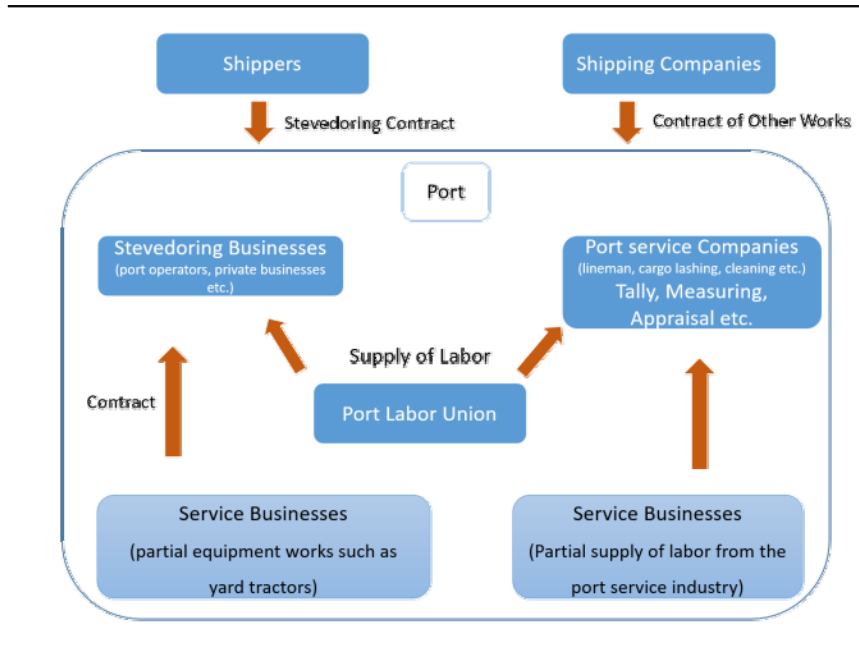 Shippers
Shipping Companies
Stevedoring Contract
Contract of Other Works
Port
Stevedoring Businesses
(port operators, private businesses
etc.)
Port service Companies
(lineman, cargo lashing, cleaning etc.)
Tally, Measuring,
Appraisal etc.
Supply of Labor
Contract
Port Labor Union
Service Businesses
(partial equipment works such as
yard tractors)
Service Businesses
(Partial supply of labor from the
port service industry)